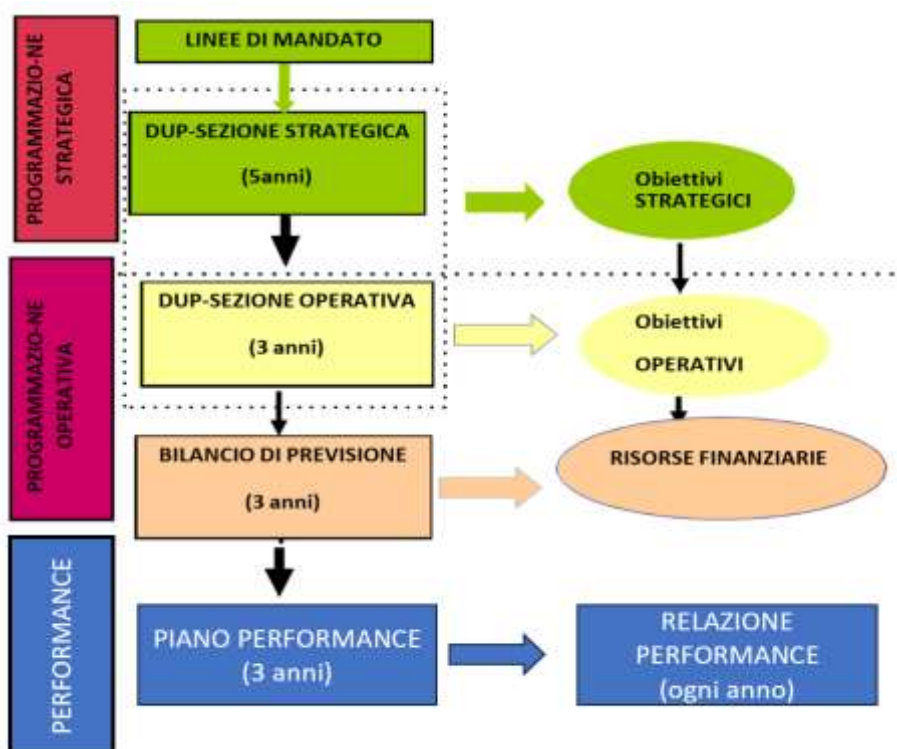 PROGRAMMAZIO-NE
STRATEGICA
LINEE DI MANDATO
DUP-SEZIONE STRATEGICA
(5anni)
Obiettivi
STRATEGICI
PROGRAMMAZIO-NE
OPERATIVA
DUP-SEZIONE OPERATIVA
(3 anni)
Obiettivi
OPERATIVI
BILANCIO DI PREVISIONE
(3 anni)
RISORSE FINANZIARIE
PERFORMANCE
PIANO PERFORMANCE
(3 anni)
RELAZIONE
PERFORMANCE
(ogni anno)